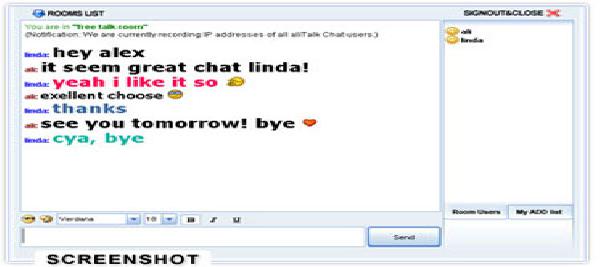 ROOMS LIST
SIGNOUT&CLOSE
You are in "free talk room"
(Notification: We are currently recording IP addresses of all allTalk Chat users.)
linda: hey alex
ali: it seem great chat linda!
linda: yeah i like it so
ali: exellent choose
linda: thanks
ali: see you tomorrow! bye
linda: cya, bye
ali
linda
Verdana 18 B I U
Room Users My ADD list
Send
SCREENSHOT